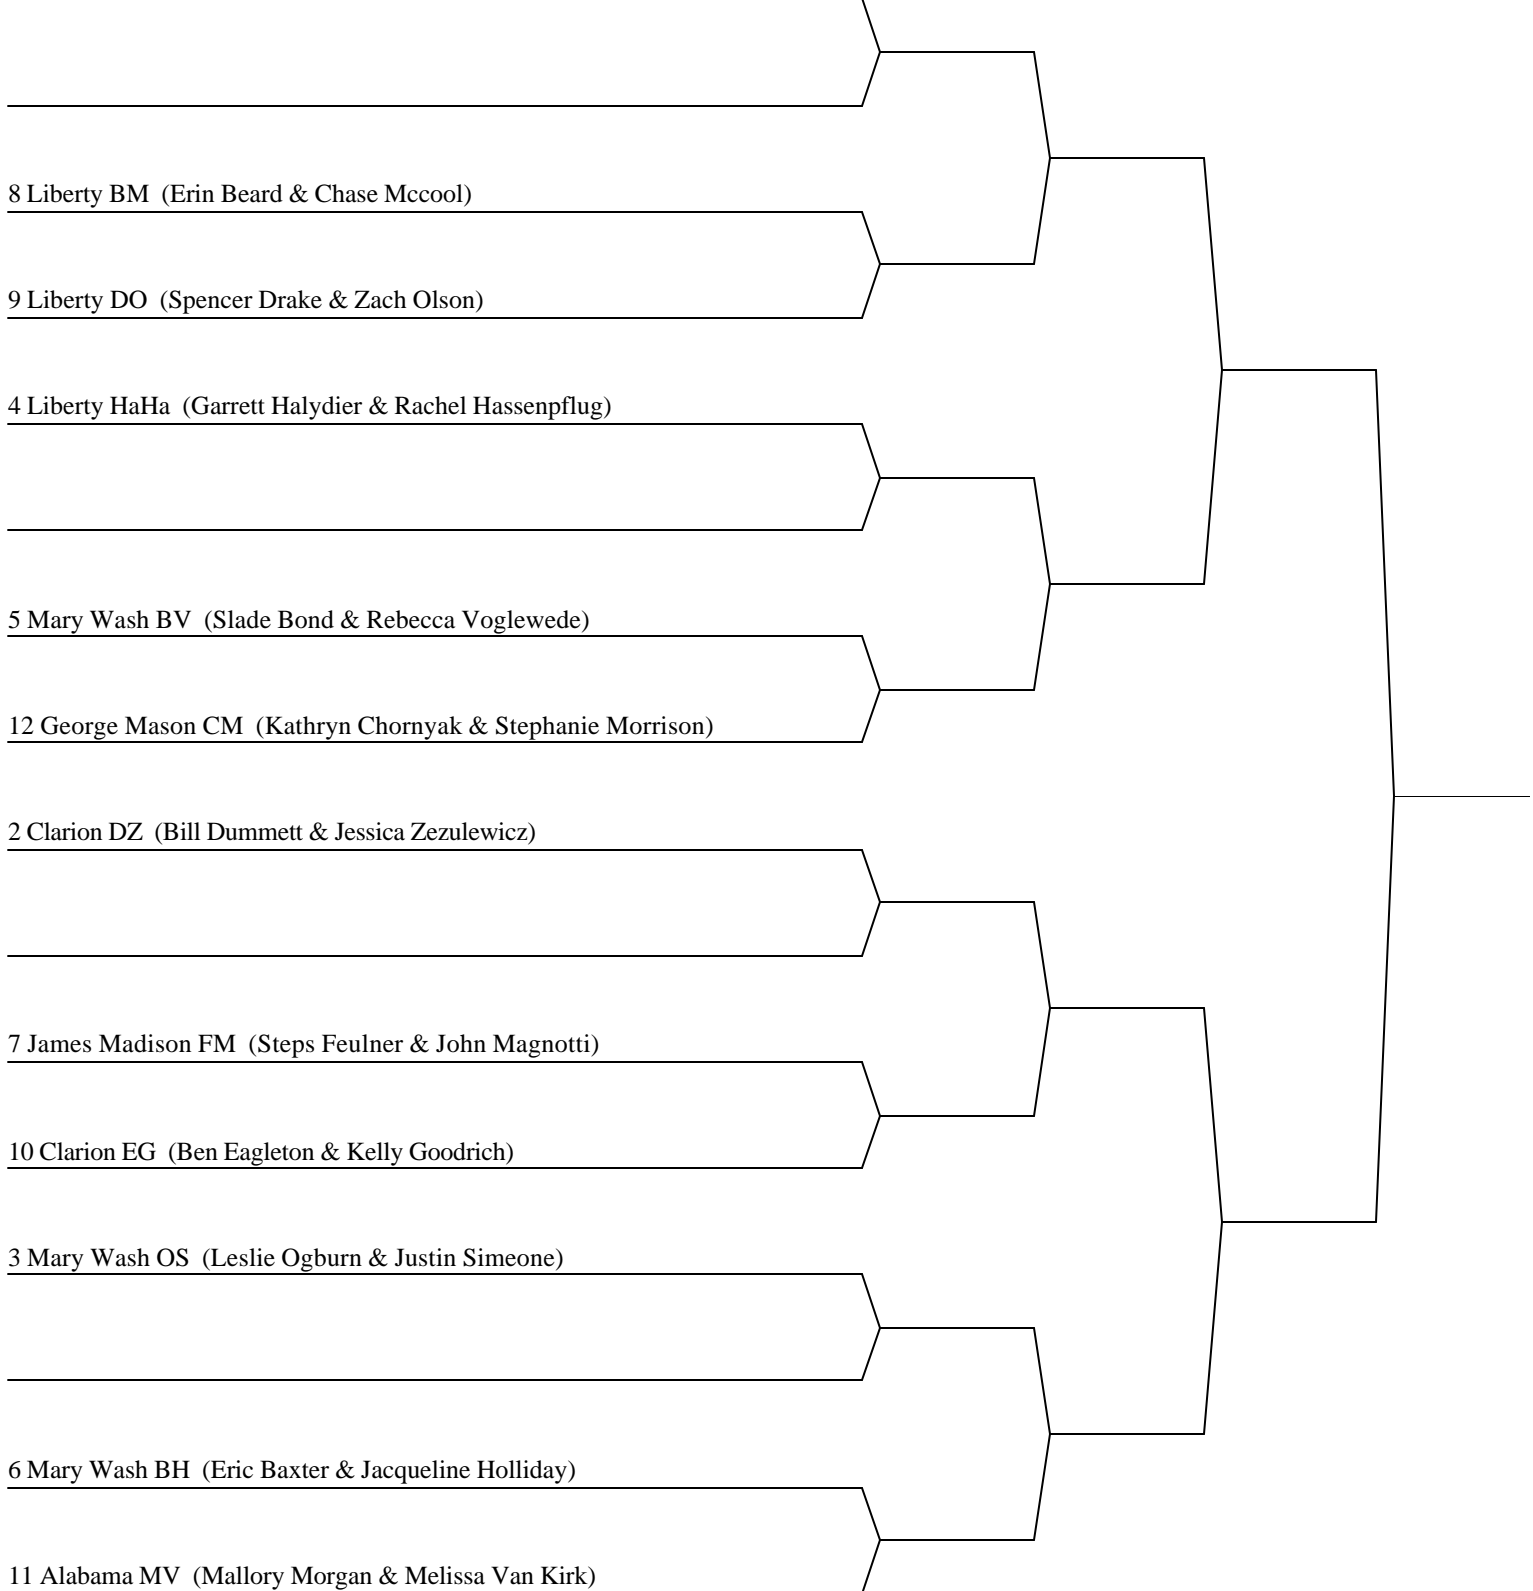 8 Liberty BM (Erin Beard & Chase Mccool)
9 Liberty DO (Spencer Drake & Zach Olson)
4 Liberty HaHa (Garrett Halydier & Rachel Hassenpflug)
5 Mary Wash BV (Slade Bond & Rebecca Voglewede)
12 George Mason CM (Kathryn Chornyak & Stephanie Morrison)
2 Clarion DZ (Bill Dummett & Jessica Zezulewicz)
7 James Madison FM (Steps Feulner & John Magnotti)
10 Clarion EG (Ben Eagleton & Kelly Goodrich)
3 Mary Wash OS (Leslie Ogburn & Justin Simeone)
6 Mary Wash BH (Eric Baxter & Jacqueline Holliday)
11 Alabama MV (Mallory Morgan & Melissa Van Kirk)